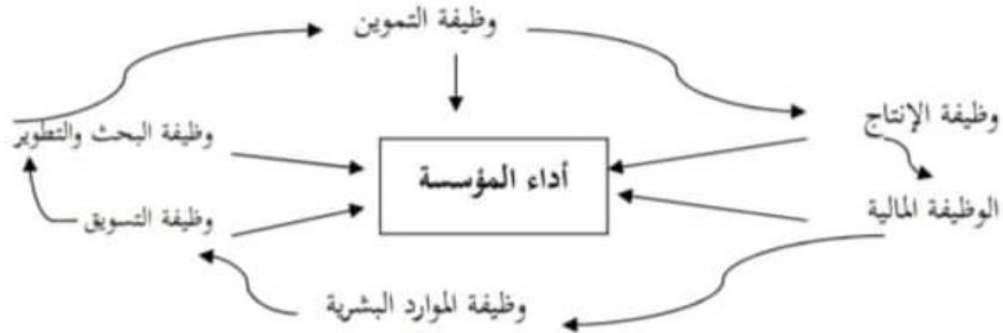 وظيفة التموين
وظيفة الإنتاج
وظيفة البحث والتطوير
أداء المؤسسة
الوظيفة المالية
وظيفة التسويق
وظيفة الموارد البشرية